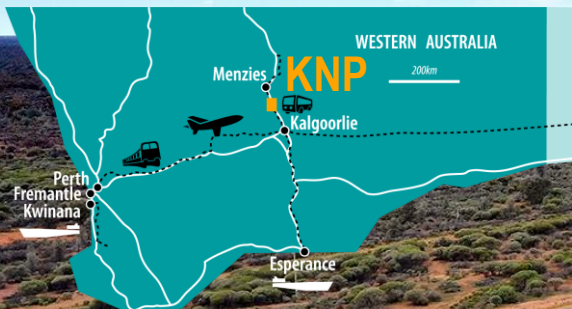 WESTERN AUSTRALIA
200km
KNP
Menzies
Kalgoorlie
Perth
Fremantle
Kwinana
Esperance